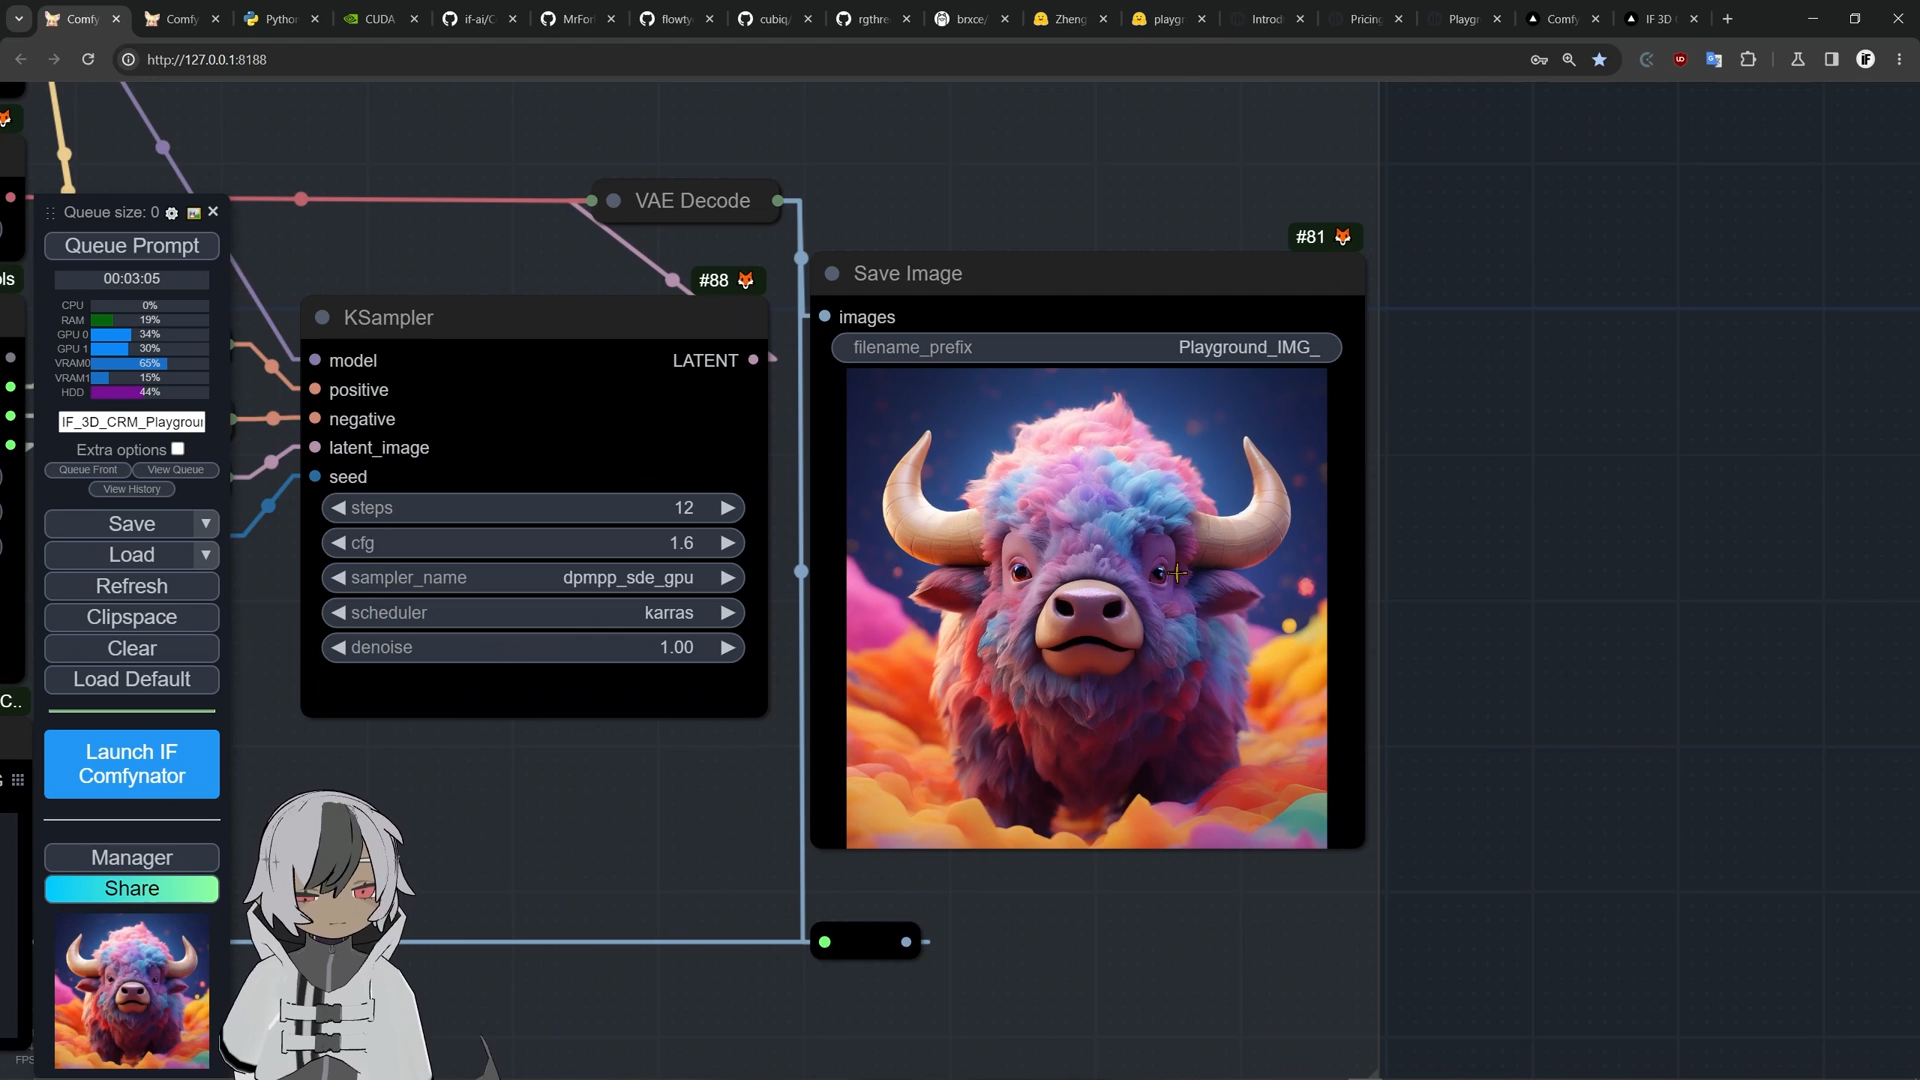 Comfy
Comfy
Python
CUDA
if-ai/C
MrFor
flowty
cubiq/
rgthre
brxce/
Zheng
playgr
Introd
Pricing
Playgr
Comfy
IF 3D
http://127.0.0.1:8188
VAE Decode
Queue size: 0
#81
Queue Prompt
Save Image
00:03:05
ols
#88
CPU 0%
KSampler
images
RAM 19%
GPU 0 34%
filename_prefix Playground_IMG_
GPU 1 30%
model LATENT
VRAM0 65%
VRAM1 15%
positive
HDD 44%
negative
IF_3D_CRM_Playgrou
Extra options
latent_image
Queue Front View Queue
seed
View History
steps 12
Save
cfg 1.6
Load
sampler_name dpmpp_sde_gpu
Refresh
scheduler karras
Clipspace
Clear
denoise 1.00
Load Default
C..
Launch IF
Comfynator
Manager
Share
FPS